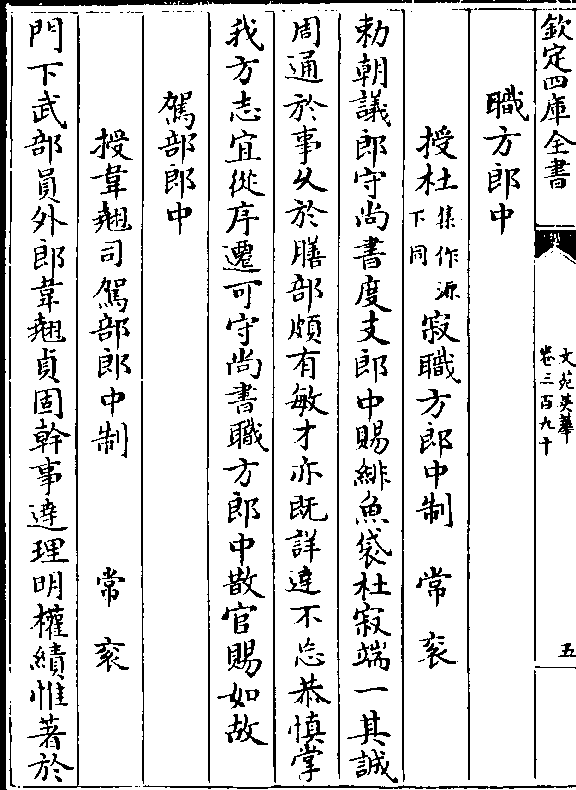 欽定四庫全書
文苑英華
卷三百九十
五
職方郎中
授杜集作源下同寂職方郎中制 常袞
勅朝議郎守尚書度支郎中賜緋魚袋杜寂端一其誠
周通於事久於膳部頗有敏才亦既詳達不忘恭慎掌
我方志宜從序遷可守尚書職方郎中散官賜如故
駕部郎中
授韋翹司駕部郎中制 常袞
門下武部員外郎韋翹貞固幹事達理明權績惟著於